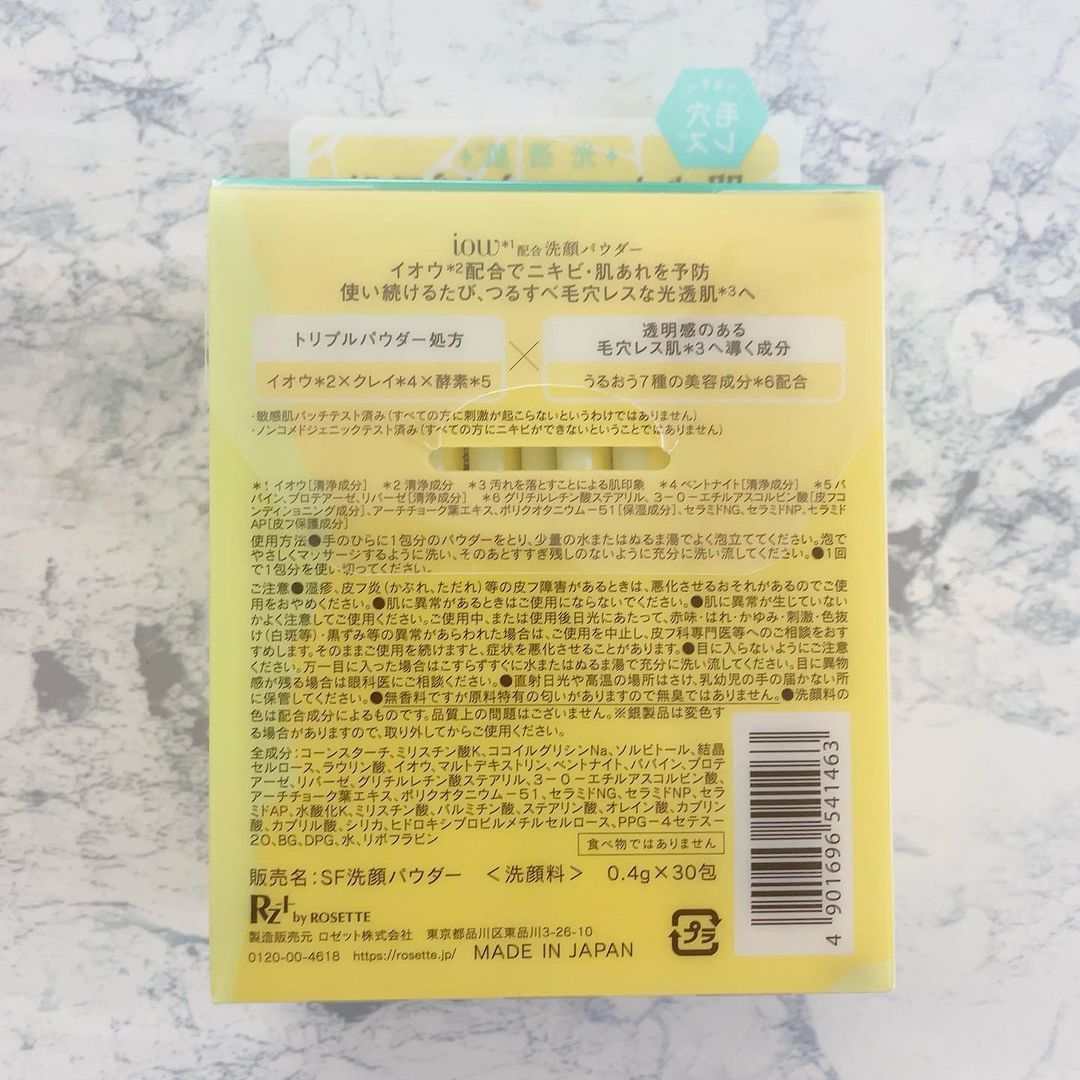 つるすべ
毛穴
レス
光透肌
iow*1配合洗顔パウダー
イオウ*2配合でニキビ・肌あれを予防
使い続けるたび、つるすべ毛穴レスな光透肌*3へ
トリプルパウダー処方
イオウ*2×クレイ*4×酵素*5
×
透明感のある
毛穴レス肌*3へ導く成分
うるおう7種の美容成分*6配合
・敏感肌パッチテスト済み(すべての方に刺激が起こらないというわけではありません)
・ノンコメドジェニックテスト済み(すべての方にニキビができないということではありません)
*1 イオウ[清浄成分] *2 清浄成分 *3 汚れを落とすことによる肌印象 *4 ベントナイト[清浄成分] *5 パ
パイン、プロテアーゼ、リパーゼ[清浄成分] *6 グリチルレチン酸ステアリル、3-O-エチルアスコルビン酸[皮フコ
ンディショニング成分]、アーチチョーク葉エキス、ポリクオタニウム-51[保湿成分]、セラミドNG、セラミドNP、セラミド
AP[皮フ保護成分]
使用方法●手のひらに1包分のパウダーをとり、少量の水またはぬるま湯でよく泡立ててください。泡で
やさしくマッサージするように洗い、そのあとすすぎ残しのないように充分に洗い流してください。●1回
で1包分を使い切ってください。
ご注意●湿疹、皮フ炎(かぶれ、ただれ)等の皮フ障害があるときは、悪化させるおそれがあるのでご使
用をおやめください。●肌に異常があるときはご使用にならないでください。●肌に異常が生じていない
かよく注意してご使用ください。ご使用中、または使用後日光にあたって、赤味・はれ・かゆみ・刺激・色抜
け(白斑等)・黒ずみ等の異常があらわれた場合は、ご使用を中止し、皮フ科専門医等へのご相談をおす
すめします。そのままご使用を続けますと、症状を悪化させることがあります。●目に入らないようにご注意
ください。万一目に入った場合はこすらずすぐに水またはぬるま湯で充分に洗い流してください。目に異物
感が残る場合は眼科医にご相談ください。●直射日光や高温の場所はさけ、乳幼児の手の届かない所
に保管してください。●無香料ですが原料特有の匂いがありますので無臭ではありません。●洗顔料の
色は配合成分によるものです。品質上の問題はございません。※銀製品は変色す
る場合がありますので、取り外してからご使用ください。
全成分:コーンスターチ、ミリスチン酸K、ココイルグリシンNa、ソルビトール、結晶
セルロース、ラウリン酸、イオウ、マルトデキストリン、ベントナイト、パパイン、プロテ
アーゼ、リパーゼ、グリチルレチン酸ステアリル、3-O-エチルアスコルビン酸、
アーチチョーク葉エキス、ポリクオタニウム-51、セラミドNG、セラミドNP、セラ
ミドAP、水酸化K、ミリスチン酸、パルミチン酸、ステアリン酸、オレイン酸、カプリン
酸、カプリル酸、シリカ、ヒドロキシプロピルメチルセルロース、PPG-4セテス-
20、BG、DPG、水、リボフラビン
食べ物ではありません
販売名:SF洗顔パウダー <洗顔料> 0.4g×30包
Rz+ by ROSETTE
製造販売元 ロゼット株式会社 東京都品川区東品川3-26-10
0120-00-4618 https://rosette.jp/ MADE IN JAPAN
プラ
4 901696 541463